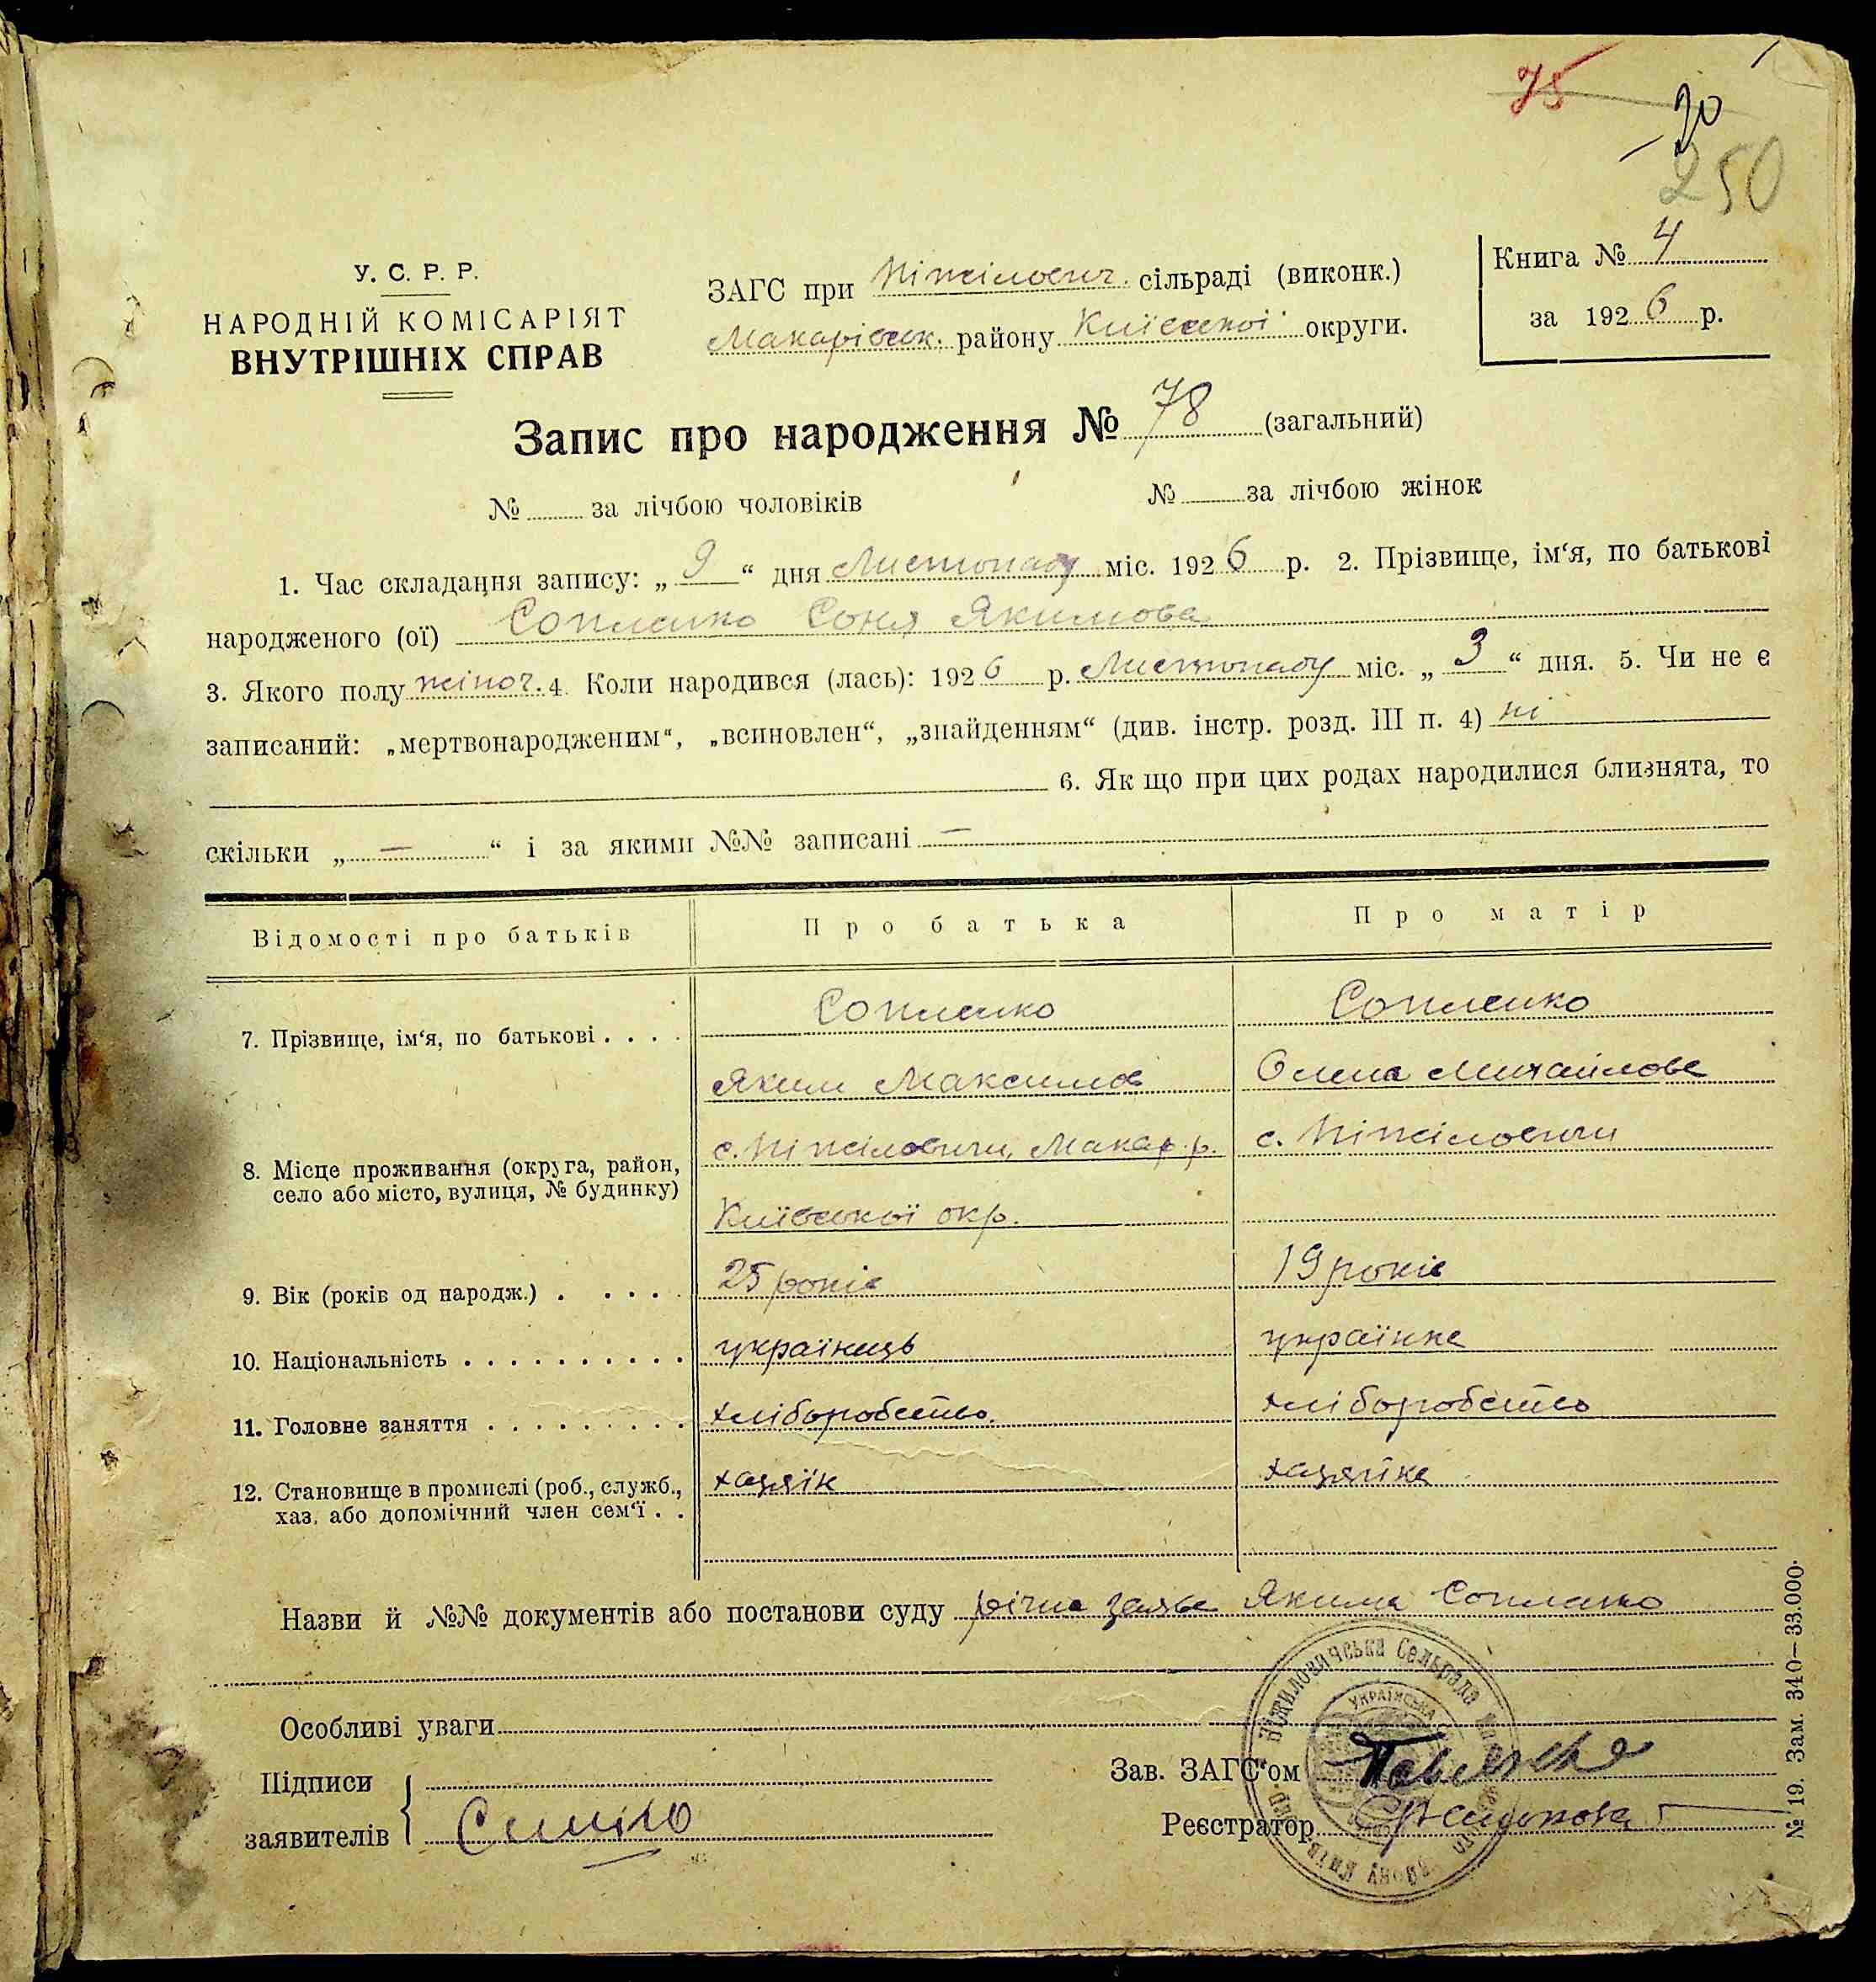 75
20
250
У. С. Р. Р.
НАРОДНІЙ КОМІСАРІЯТ
ВНУТРІШНІХ СПРАВ
ЗАГС при Ніжилович. сільраді (виконк.)
Макарівськ. району Київської округи.
Книга № 4
за 1926 р.
Запис про народження № 78 (загальний)
№ за лічбою чоловіків № за лічбою жінок
1. Час складання запису: „ 9 “ дня Листопаду міс. 1926 р. 2. Прізвище, ім‘я, по батькові
народженого (ої) Сопленко Соня Якимова
3. Якого полу жіноч. 4 Коли народився (лась): 1926 р. Листопаду міс. „ 3 “ дня. 5. Чи не є
записаний: „мертвонародженим“, „всиновлен“, „знайденням“ (див. інстр. розд. III п. 4) ні
6. Як що при цих родах народилися близнята, то
скільки „ — “ і за якими №№ записані —
Відомості про батьків Про батька Про матір
7. Прізвище, ім‘я, по батькові . . . . Сопленко Сопленко
Яким Максимов Олена Михайлова
8. Місце проживання (округа, район, с. Ніжиловичи, Макар. р. с. Ніжиловичи
село або місто, вулиця, № будинку)
Київської окр.
9. Вік (років од народж.) . . . . . 25 років 19 років
10. Національність . . . . . . . . . . українець українка
11. Головне заняття . . . . . . . . . хліборобство. хліборобство
12. Становище в промислі (роб., служб., хазяїн хазяйка
хаз. або допомічний член сем‘ї . .
Назви й №№ документів або постанови суду заява Якима Сопленко
Особливі уваги
Підписи
заявителів
Зав. ЗАГС‘ом
Реєстратор
№ 19. Зам. 340—33.000.